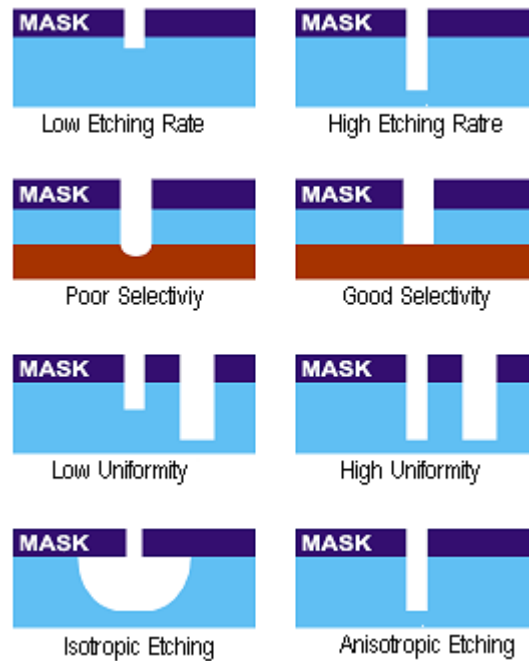 MASK MASK
Low Etching Rate High Etching Ratre
MASK MASK
Poor Selectiviy Good Selectivity
MASK MASK
Low Uniformity High Uniformity
MASK MASK
Isotropic Etching Anisotropic Etching